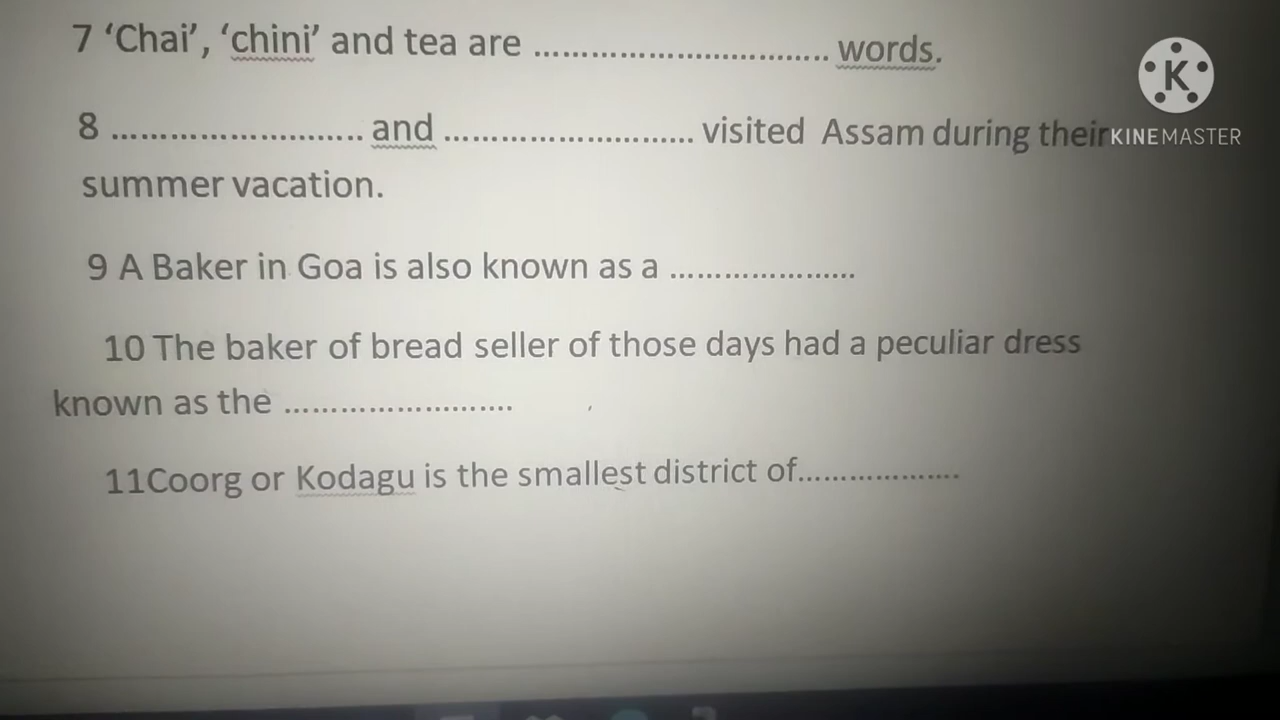 7 ‘Chai’, ‘chini’ and tea are ................................ words.
K
8 ........................... and ........................... visited Assam during their
KINEMASTER
summer vacation.
9 A Baker in Goa is also known as a .....................
10 The baker of bread seller of those days had a peculiar dress
known as the .........................
11Coorg or Kodagu is the smallest district of..................